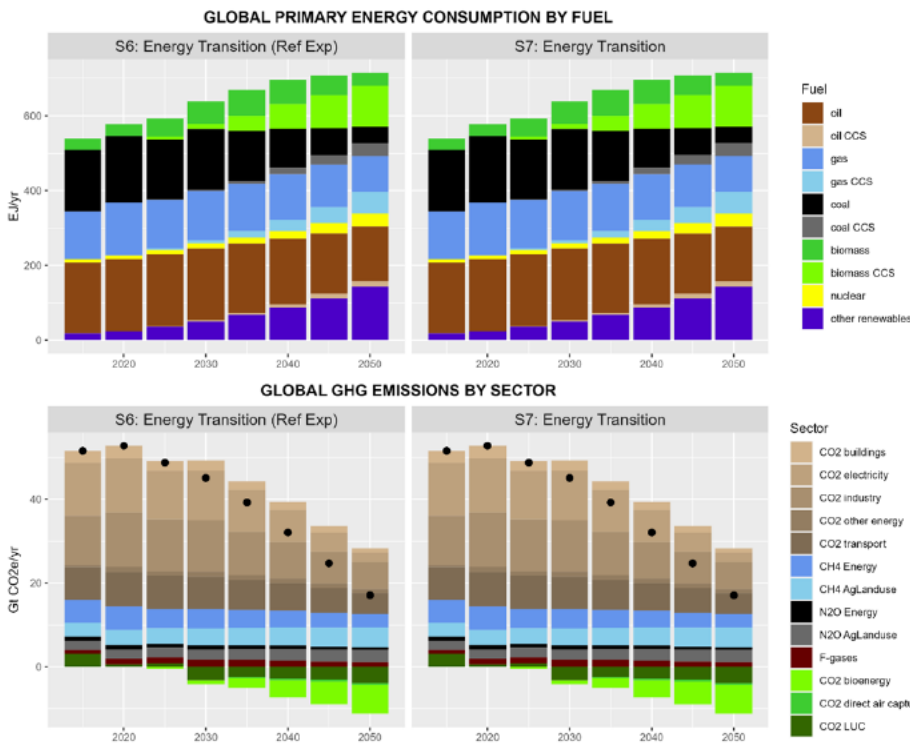 GLOBAL PRIMARY ENERGY CONSUMPTION BY FUEL
S6: Energy Transition (Ref Exp)
S7: Energy Transition
EJ/yr
600
400
200
0
2020
2030
2040
2050
2020
2030
2040
2050
Fuel
oil
oil CCS
gas
gas CCS
coal
coal CCS
biomass
biomass CCS
nuclear
other renewables
GLOBAL GHG EMISSIONS BY SECTOR
S6: Energy Transition (Ref Exp)
S7: Energy Transition
Gt CO2e/yr
40
20
0
2020
2030
2040
2050
2020
2030
2040
2050
Sector
CO2 buildings
CO2 electricity
CO2 industry
CO2 other energy
CO2 transport
CH4 Energy
CH4 AgLanduse
N2O Energy
N2O AgLanduse
F-gases
CO2 bioenergy
CO2 direct air captu
CO2 LUC